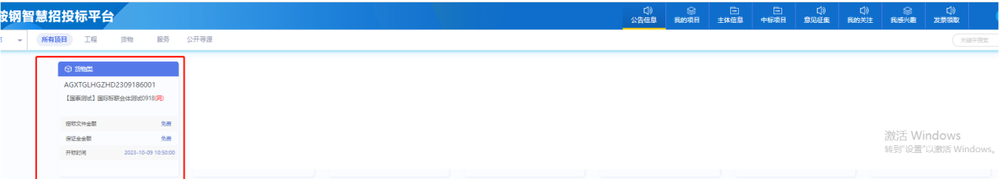 鞍钢智慧招投标平台
公告信息 我的项目 主体信息 中标项目 意见征集 我的关注 我感兴趣 发票领取
所有项目 工程 货物 服务 公开寻源
关键字搜索
货物类
AGXTGLHGZHD2309186001
【国泰测试】国际标联合体测试0918(网)
招标文件金额 免费
保证金金额 免费
开标时间 2023-10-09 10:50:00
激活 Windows
转到"设置"以激活 Windows。